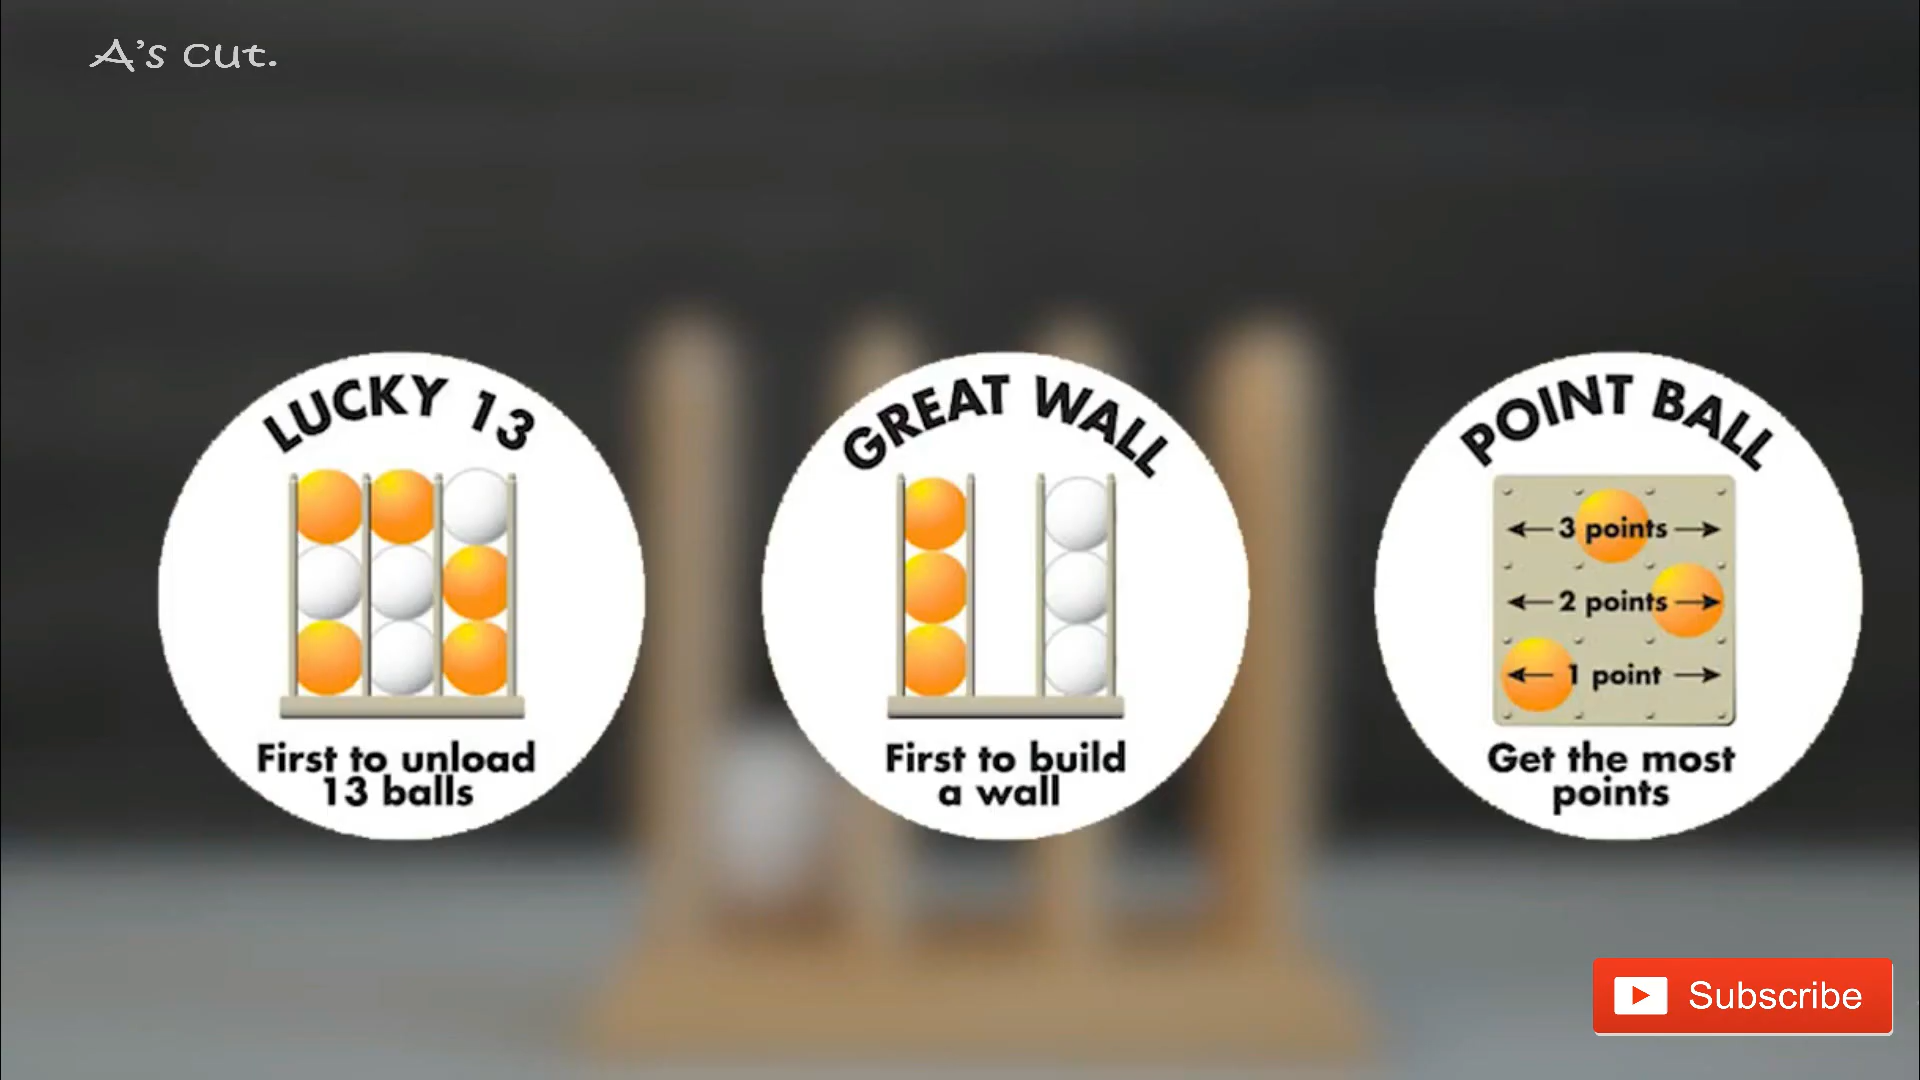 A's cut.
LUCKY 13
First to unload
13 balls
GREAT WALL
First to build
a wall
POINT BALL
3 points
2 points
1 point
Get the most
points
Subscribe